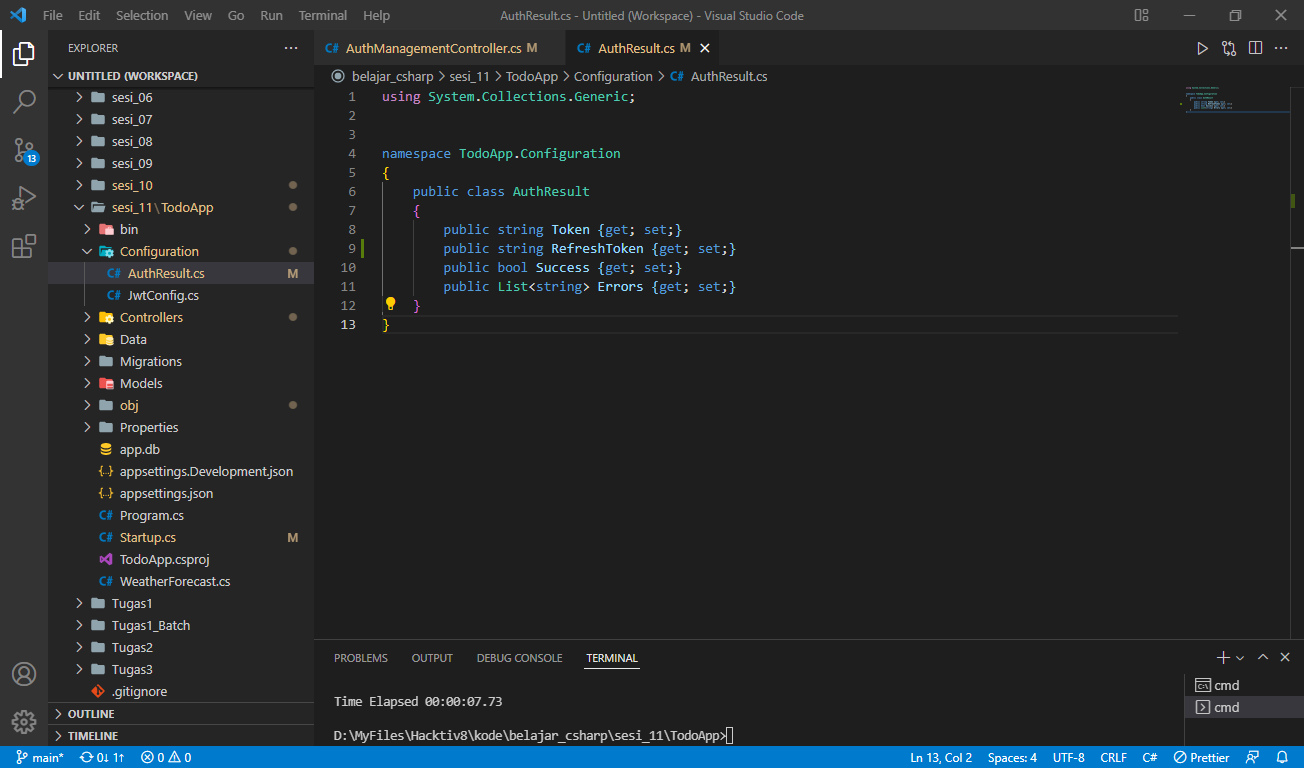 File Edit Selection View Go Run Terminal Help AuthResult.cs - Untitled (Workspace) - Visual Studio Code
EXPLORER
UNTITLED (WORKSPACE)
sesi_06
sesi_07
sesi_08
sesi_09
sesi_10
sesi_11\TodoApp
bin
Configuration
C# AuthResult.cs M
C# JwtConfig.cs
Controllers
Data
Migrations
Models
obj
Properties
app.db
{..} appsettings.Development.json
{..} appsettings.json
C# Program.cs
C# Startup.cs M
TodoApp.csproj
C# WeatherForecast.cs
Tugas1
Tugas1_Batch
Tugas2
Tugas3
.gitignore
OUTLINE
TIMELINE
13
C# AuthManagementController.cs M C# AuthResult.cs M
belajar_csharp > sesi_11 > TodoApp > Configuration > C# AuthResult.cs
1 using System.Collections.Generic;
2
3
4 namespace TodoApp.Configuration
5 {
6 public class AuthResult
7 {
8 public string Token {get; set;}
9 public string RefreshToken {get; set;}
10 public bool Success {get; set;}
11 public List<string> Errors {get; set;}
12 }
13 }
PROBLEMS OUTPUT DEBUG CONSOLE TERMINAL
Time Elapsed 00:00:07.73
D:\MyFiles\Hacktiv8\kode\belajar_csharp\sesi_11\TodoApp>
cmd
cmd
main* 0↓ 1↑ 0 0 Ln 13, Col 2 Spaces: 4 UTF-8 CRLF C# Prettier